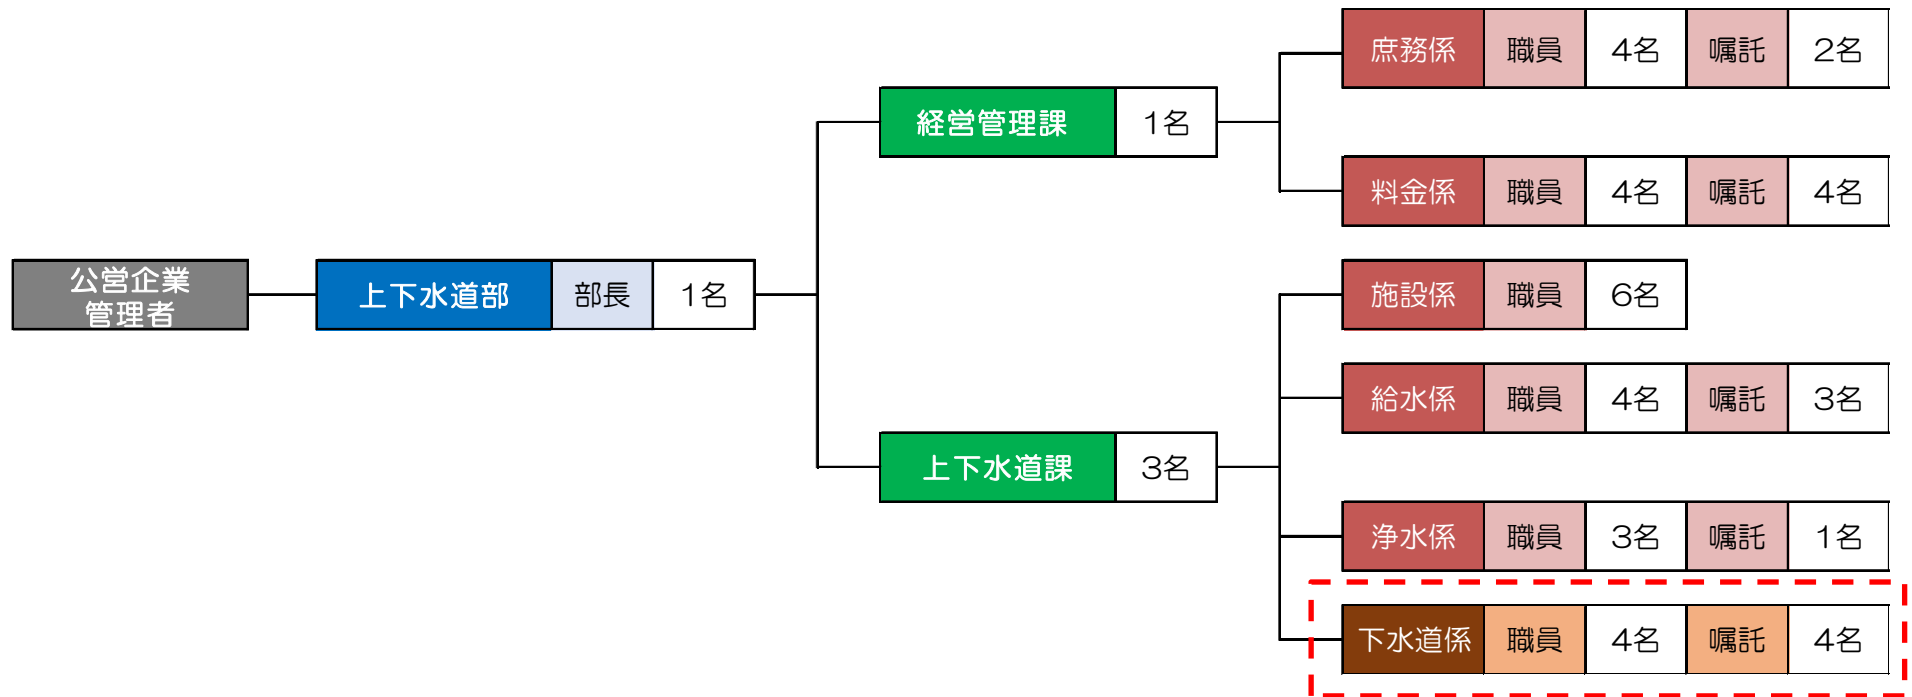 庶務係 職員 4名 嘱託 2名
経営管理課 1名
料金係 職員 4名 嘱託 4名
公営企業
管理者
上下水道部 部長 1名
施設係 職員 6名
給水係 職員 4名 嘱託 3名
上下水道課 3名
浄水係 職員 3名 嘱託 1名
下水道係 職員 4名 嘱託 4名